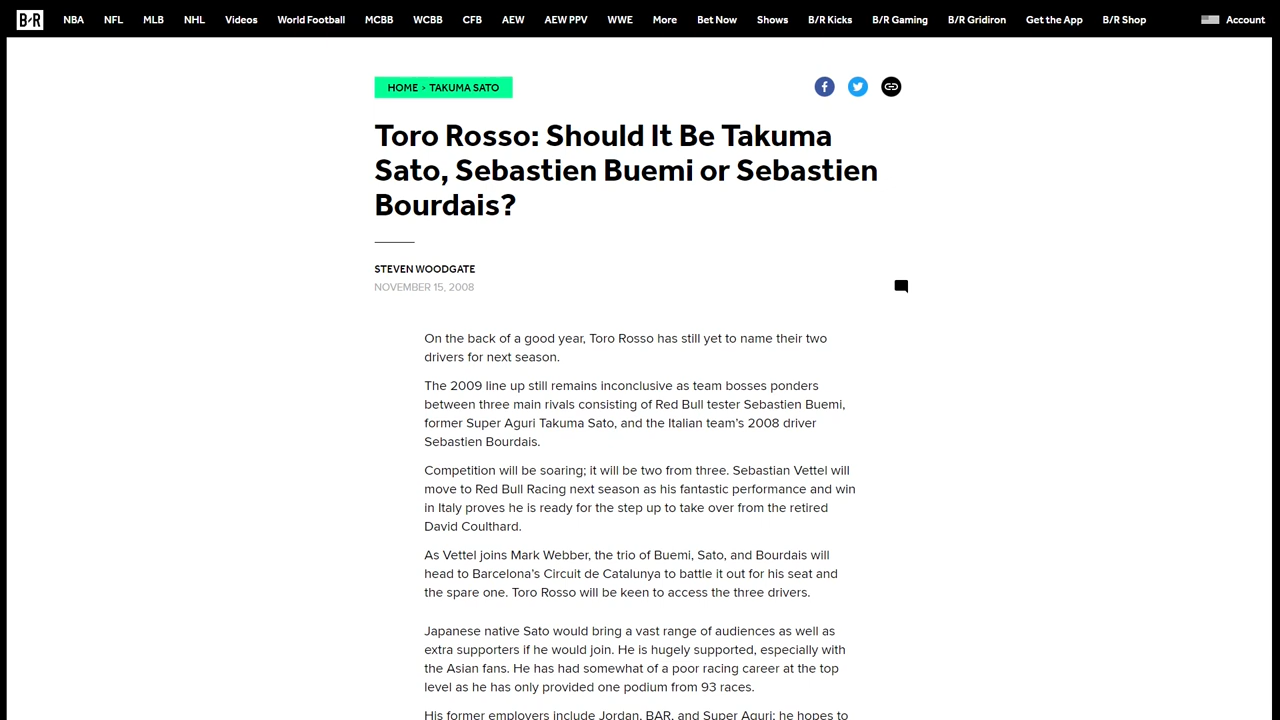 B/R NBA NFL MLB NHL Videos World Football MCBB WCBB CFB AEW AEW PPV WWE More Bet Now Shows B/R Kicks B/R Gaming B/R Gridiron Get the App B/R Shop Account
HOME > TAKUMA SATO
Toro Rosso: Should It Be Takuma
Sato, Sebastien Buemi or Sebastien
Bourdais?
STEVEN WOODGATE
NOVEMBER 15, 2008
On the back of a good year, Toro Rosso has still yet to name their two
drivers for next season.
The 2009 line up still remains inconclusive as team bosses ponders
between three main rivals consisting of Red Bull tester Sebastien Buemi,
former Super Aguri Takuma Sato, and the Italian team's 2008 driver
Sebastien Bourdais.
Competition will be soaring; it will be two from three. Sebastian Vettel will
move to Red Bull Racing next season as his fantastic performance and win
in Italy proves he is ready for the step up to take over from the retired
David Coulthard.
As Vettel joins Mark Webber, the trio of Buemi, Sato, and Bourdais will
head to Barcelona's Circuit de Catalunya to battle it out for his seat and
the spare one. Toro Rosso will be keen to access the three drivers.
Japanese native Sato would bring a vast range of audiences as well as
extra supporters if he would join. He is hugely supported, especially with
the Asian fans. He has had somewhat of a poor racing career at the top
level as he has only provided one podium from 93 races.
His former employers include Jordan, BAR, and Super Aguri; he hopes to